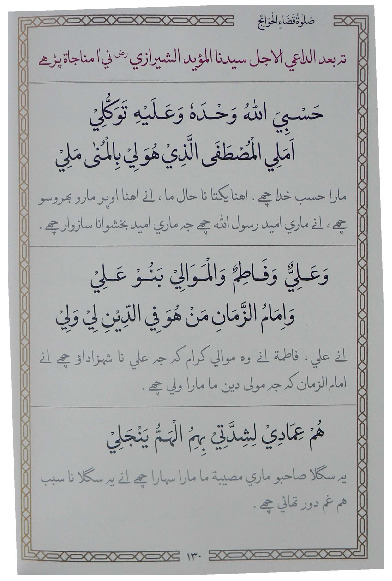 صلوة قضاء الحوائج
ته بعد الداعي الاجل سيدنا المؤيد الشيرازي رض ني آ مناجاة پڑهے
حَسْبِيَ اللهُ وَحْدَهُ وَعَلَيْهِ تَوَكُّلِيْ
اَمَلِي الْمُصْطَفَى الَّذِيْ هُوَ لِيْ بِالْمُنٰى مَلِيْ
مارا حسب خدا چهے. اهنا يكتا نا حال ما، انے اهنا اوپر مارو بهروسو
چهے، انے ماري اميد رسول الله چهے جه ماري اميد بخشوانا سازوار چهے.
وَعَلِيٌّ وَفَاطِمٌ وَالْمَوَالِيْ بَنُوْ عَلِيْ
وَاِمَامُ الزَّمَانِ مَنْ هُوَ فِي الدِّيْنِ لِيْ وَلِيْ
انے علي، فاطمة انے وه موالي كرام كه جه علي نا شهزاداؤ چهے انے
امام الزمان كه جه مولى دين ما مارا ولي چهے.
هُمْ عِمَادِيْ لِشِدَّتِيْ بِهِمُ الْهَمُّ يَنْجَلِيْ
يه سگلا صاحبو ماري مصيبة ما مارا سهارا چهے انے يه سگلا نا سبب
هم غم دور تهائي چهے.
١٣٠